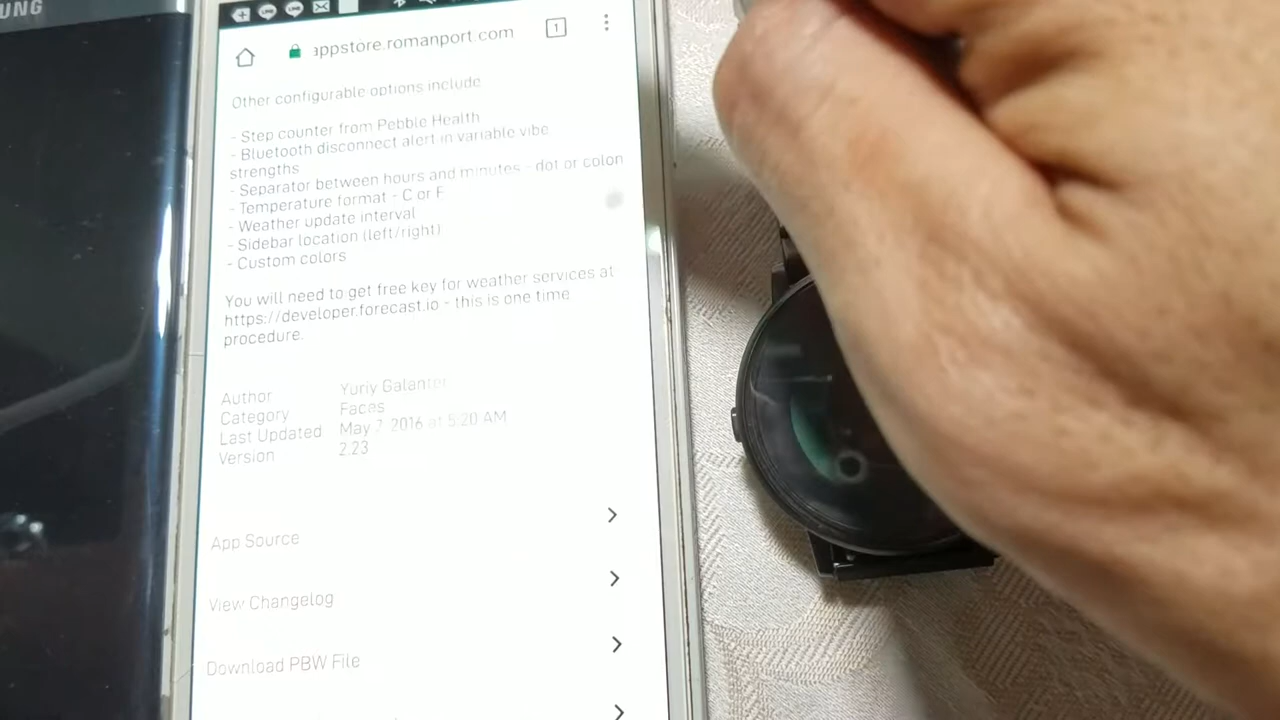 UNG
appstore.romanport.com
1
Other configurable options include
- Step counter from Pebble Health
- Bluetooth disconnect alert in variable vibe
strengths
- Separator between hours and minutes - dot or colon
- Temperature format - C or F
- Weather update interval
- Sidebar location (left/right)
- Custom colors
You will need to get free key for weather services at
https://developer.forecast.io - this is one time
procedure.
Author Yuriy Galanter
Category Faces
Last Updated May 7 2016 at 5:20 AM
Version 2.23
App Source
View Changelog
Download PBW File